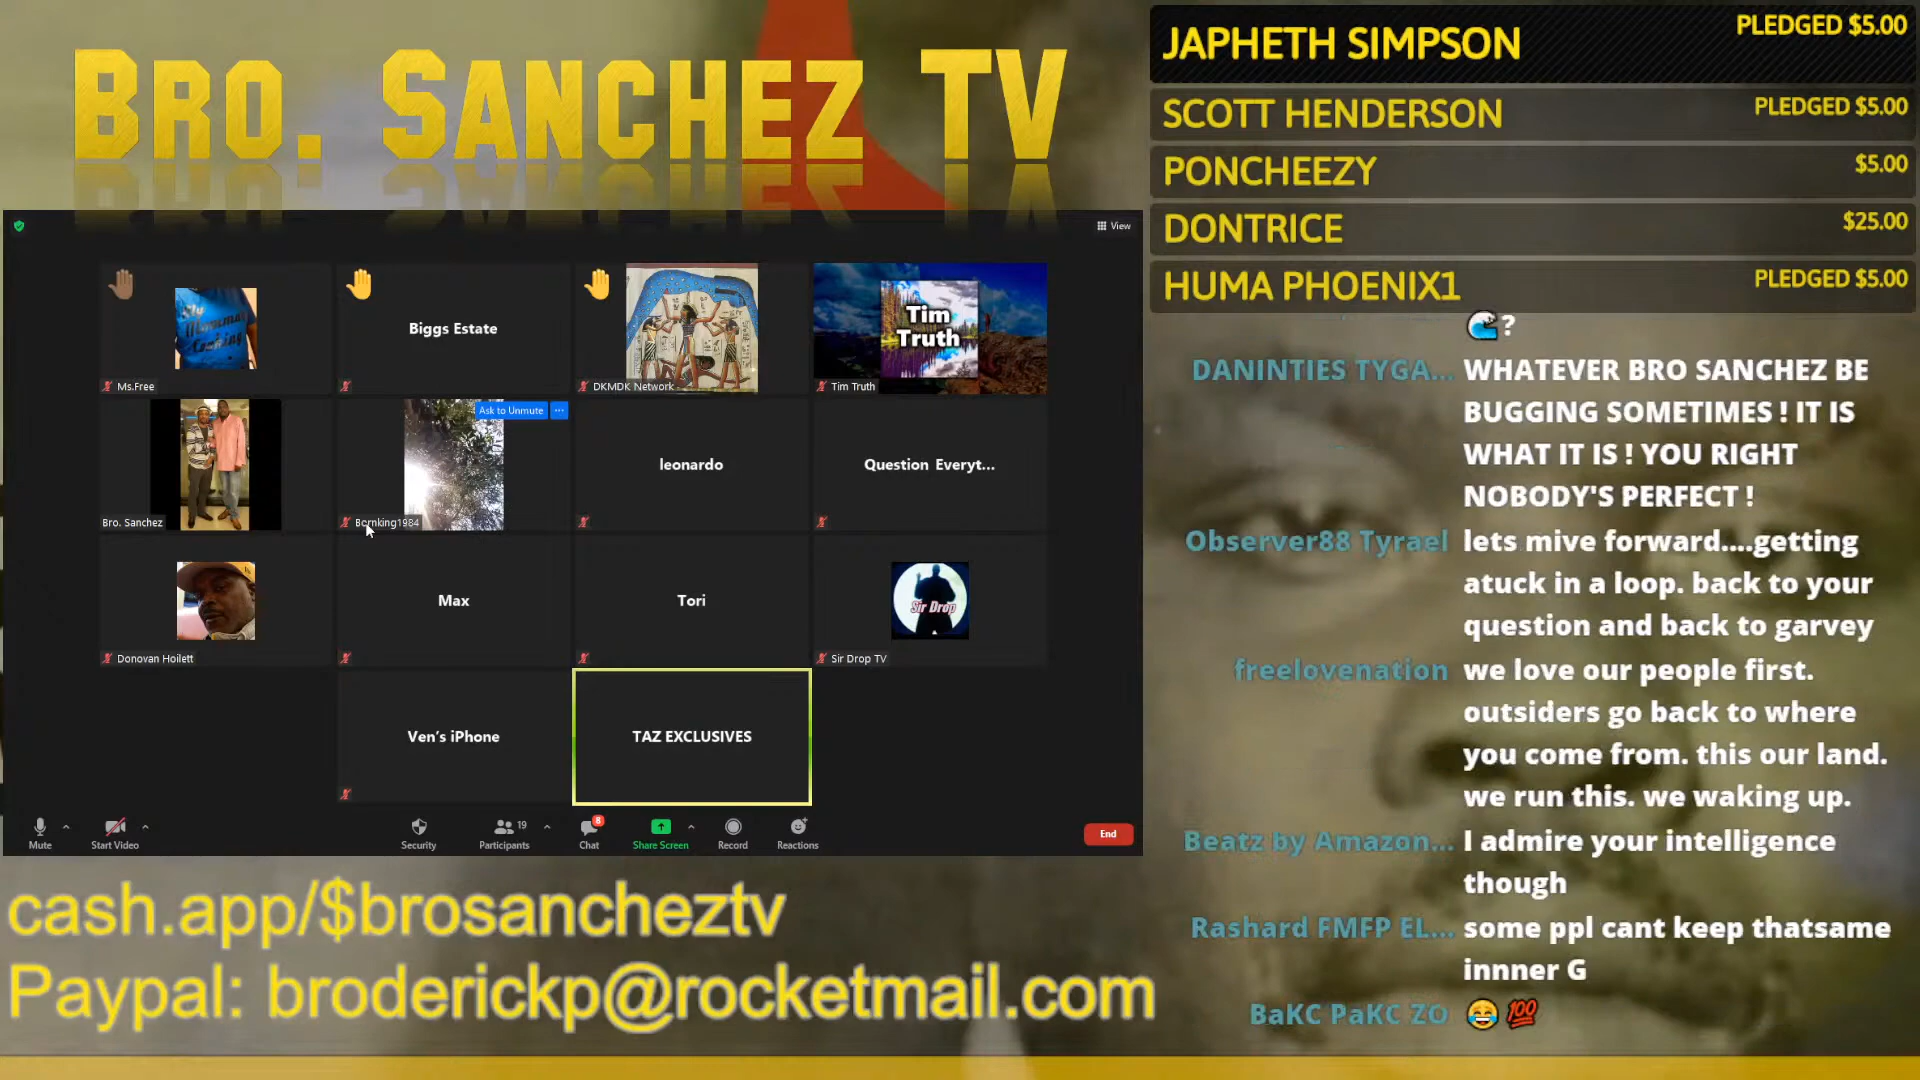 BRO. SANCHEZ TV
JAPHETH SIMPSON
PLEDGED $5.00
SCOTT HENDERSON
PLEDGED $5.00
PONCHEEZY
$5.00
DONTRICE
$25.00
HUMA PHOENIX1
PLEDGED $5.00
View
Ms.Free
Biggs Estate
DKMDK Network
Tim
Truth
Tim Truth
Bro. Sanchez
Ask to Unmute
Bornking1984
leonardo
Question Everyt...
Donovan Hoilett
Max
Tori
Sir Drop
Sir Drop TV
Ven's iPhone
TAZ EXCLUSIVES
Mute
Start Video
Security
19
Participants
8
Chat
Share Screen
Record
Reactions
End
?
DANINTIES TYGA...
WHATEVER BRO SANCHEZ BE
BUGGING SOMETIMES ! IT IS
WHAT IT IS ! YOU RIGHT
NOBODY'S PERFECT !
Observer88 Tyrael
lets mive forward....getting
atuck in a loop. back to your
question and back to garvey
freelovenation
we love our people first.
outsiders go back to where
you come from. this our land.
we run this. we waking up.
Beatz by Amazon...
I admire your intelligence
though
Rashard FMFP EL...
some ppl cant keep thatsame
innner G
BaKC PaKC ZO
😂 💯
cash.app/$brosancheztv
Paypal: broderickp@rocketmail.com